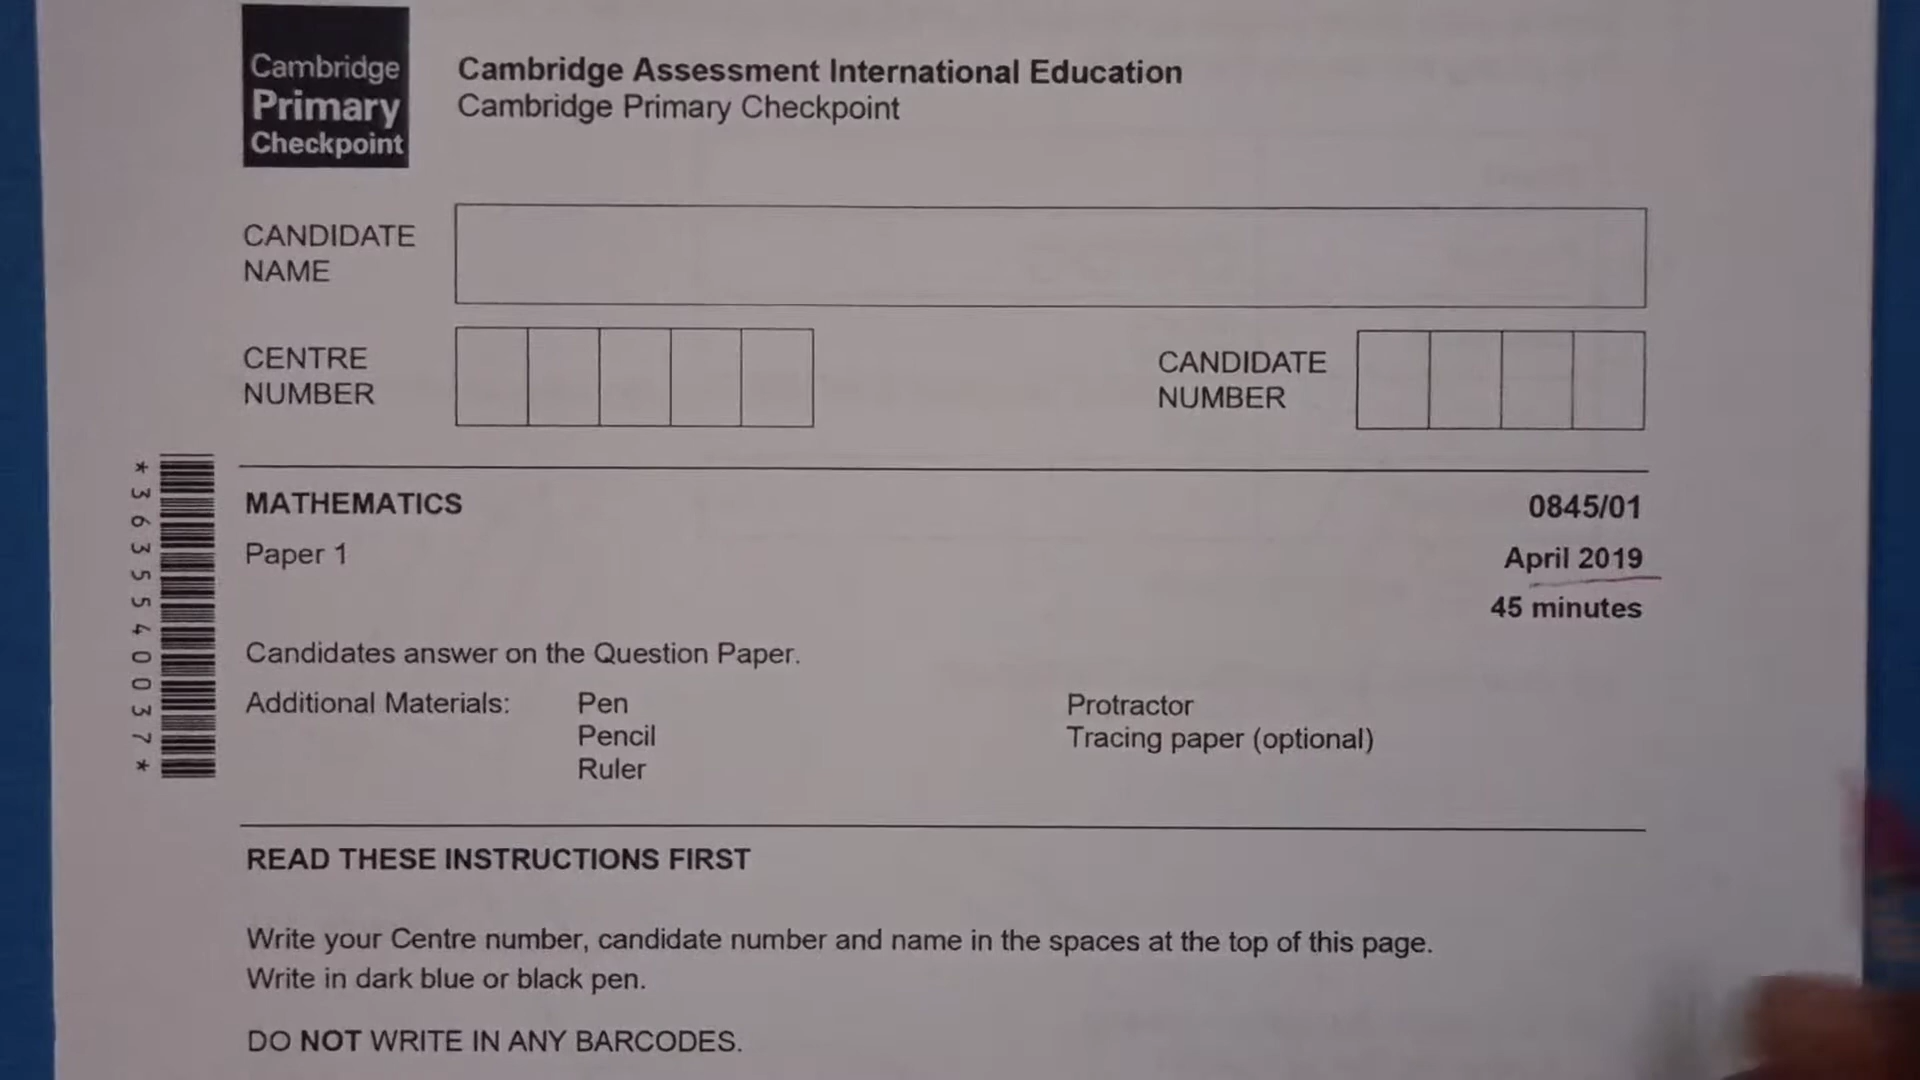 Cambridge
Primary
Checkpoint
Cambridge Assessment International Education
Cambridge Primary Checkpoint
CANDIDATE
NAME
CENTRE
NUMBER
CANDIDATE
NUMBER
*3635540037*
MATHEMATICS
0845/01
Paper 1
April 2019
45 minutes
Candidates answer on the Question Paper.
Additional Materials:
Pen
Pencil
Ruler
Protractor
Tracing paper (optional)
READ THESE INSTRUCTIONS FIRST
Write your Centre number, candidate number and name in the spaces at the top of this page.
Write in dark blue or black pen.
DO NOT WRITE IN ANY BARCODES.